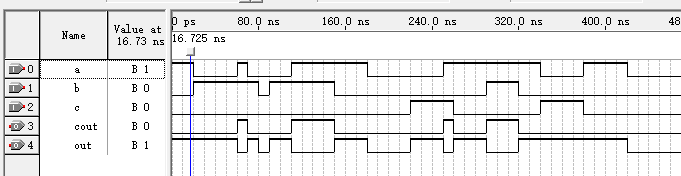 Name Value at 16.73 ns 0 ps 80.0 ns 160.0 ns 240.0 ns 320.0 ns 400.0 ns
16.725 ns
0 a B 1
1 b B 0
2 c B 0
3 cout B 0
4 out B 1